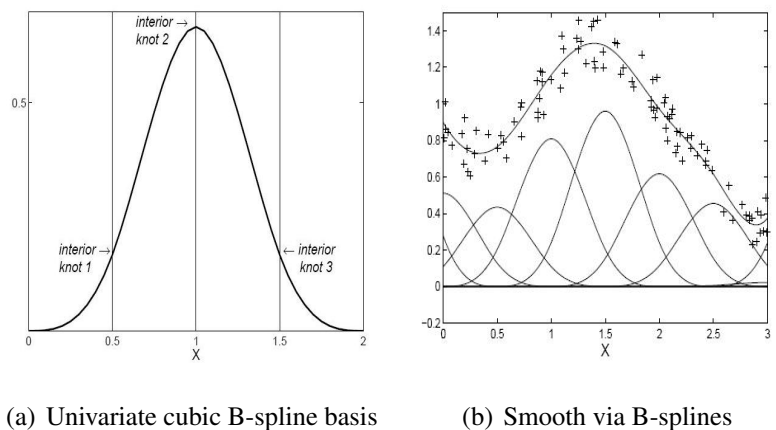 interior →
knot 2
0.5
interior →
knot 1
← interior
knot 3
0 0.5 1 1.5 2
X
1.4
1.2
1
0.8
0.6
0.4
0.2
0
-0.2
0 0.5 1 1.5 2 2.5 3
X
(a) Univariate cubic B-spline basis
(b) Smooth via B-splines